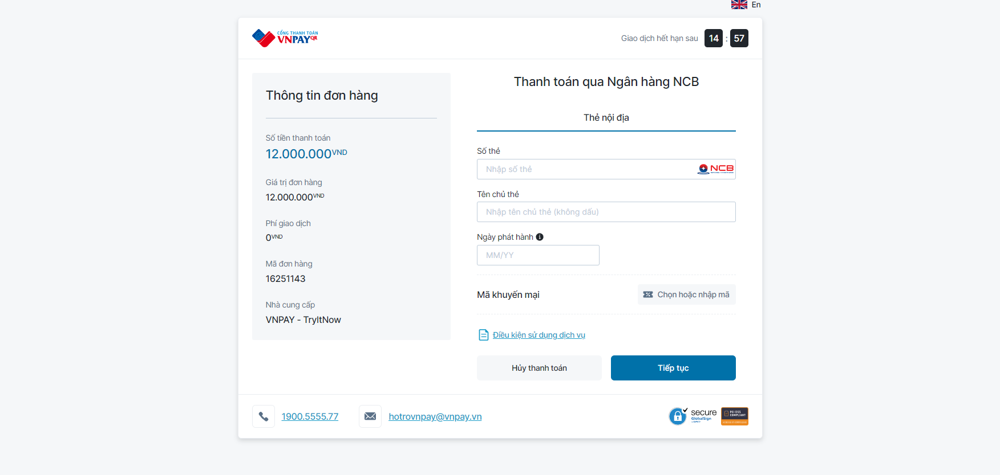 En
CỔNG THANH TOÁN
VNPAYQR
Giao dịch hết hạn sau 14 : 57
Thông tin đơn hàng
Số tiền thanh toán
12.000.000VND
Giá trị đơn hàng
12.000.000VND
Phí giao dịch
0VND
Mã đơn hàng
16251143
Nhà cung cấp
VNPAY - TryItNow
Thanh toán qua Ngân hàng NCB
Thẻ nội địa
Số thẻ
Nhập số thẻ
NCB
Tên chủ thẻ
Nhập tên chủ thẻ (không dấu)
Ngày phát hành
MM/YY
Mã khuyến mại
Chọn hoặc nhập mã
Điều kiện sử dụng dịch vụ
Hủy thanh toán
Tiếp tục
1900.5555.77
hotrovnpay@vnpay.vn
secure
GlobalSign
PCI DSS
COMPLIANT